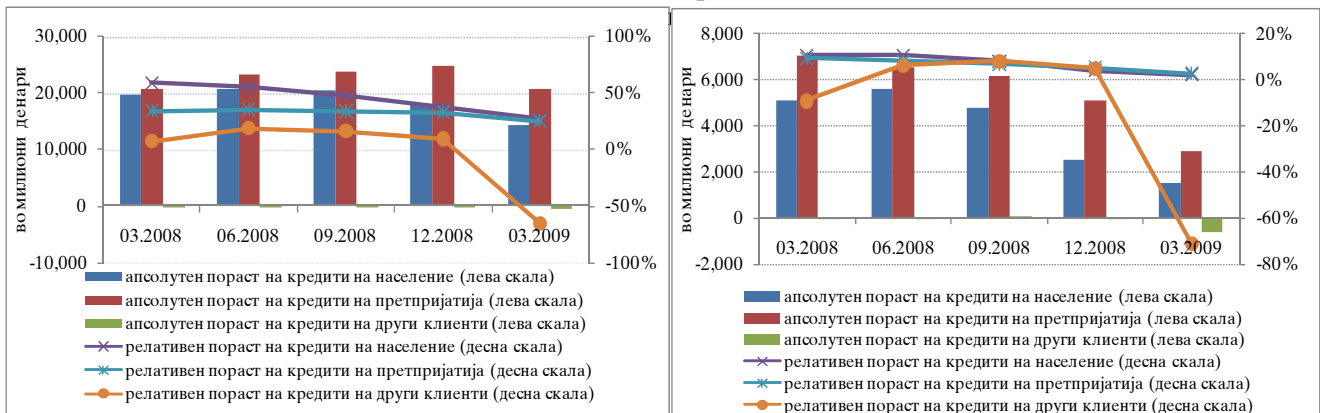 во милиони денари
30,000
20,000
10,000
0
-10,000
100%
50%
0%
-50%
-100%
03.2008 06.2008 09.2008 12.2008 03.2009
апсолутен пораст на кредити на население (лева скала)
апсолутен пораст на кредити на претпријатија (лева скала)
апсолутен пораст на кредити на други клиенти (лева скала)
релативен пораст на кредити на население (десна скала)
релативен пораст на кредити на претпријатија (десна скала)
релативен пораст на кредити на други клиенти (десна скала)
во милиони денари
8,000
6,000
4,000
2,000
0
-2,000
20%
0%
-20%
-40%
-60%
-80%
03.2008 06.2008 09.2008 12.2008 03.2009
апсолутен пораст на кредити на население (лева скала)
апсолутен пораст на кредити на претпријатија (лева скала)
апсолутен пораст на кредити на други клиенти (лева скала)
релативен пораст на кредити на население (десна скала)
релативен пораст на кредити на претпријатија (десна скала)
релативен пораст на кредити на други клиенти (десна скала)